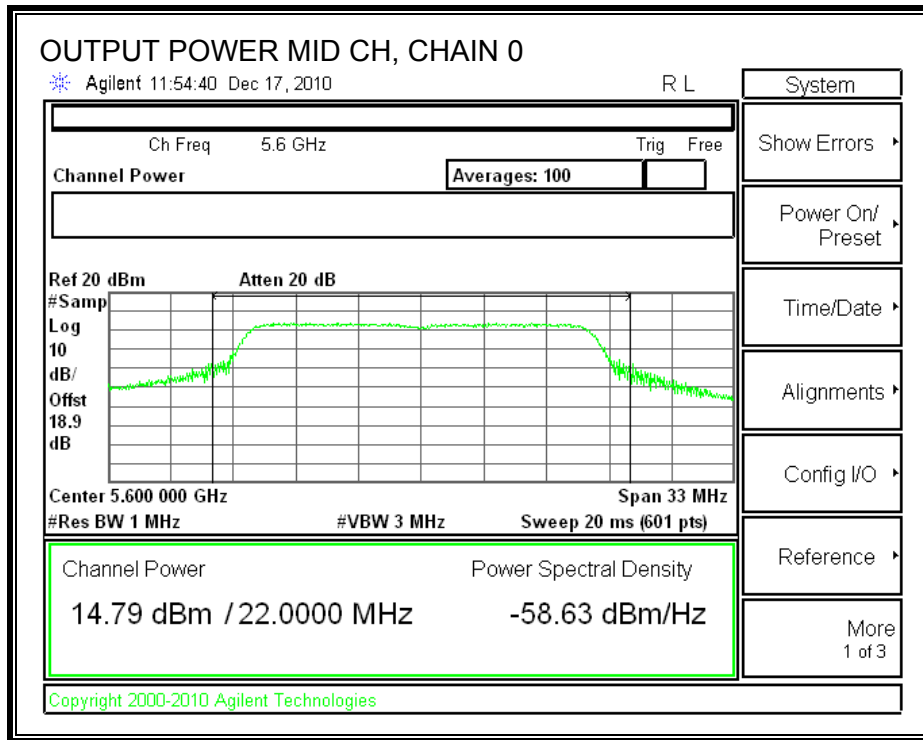 OUTPUT POWER MID CH, CHAIN 0
Agilent 11:54:40 Dec 17, 2010 R L
Ch Freq 5.6 GHz Trig Free
Channel Power Averages: 100
Ref 20 dBm Atten 20 dB
#Samp
Log
10
dB/
Offst
18.9
dB
Center 5.600 000 GHz Span 33 MHz
#Res BW 1 MHz #VBW 3 MHz Sweep 20 ms (601 pts)
Channel Power Power Spectral Density
14.79 dBm / 22.0000 MHz -58.63 dBm/Hz
Copyright 2000-2010 Agilent Technologies
System
Show Errors
Power On/
Preset
Time/Date
Alignments
Config I/O
Reference
More
1 of 3